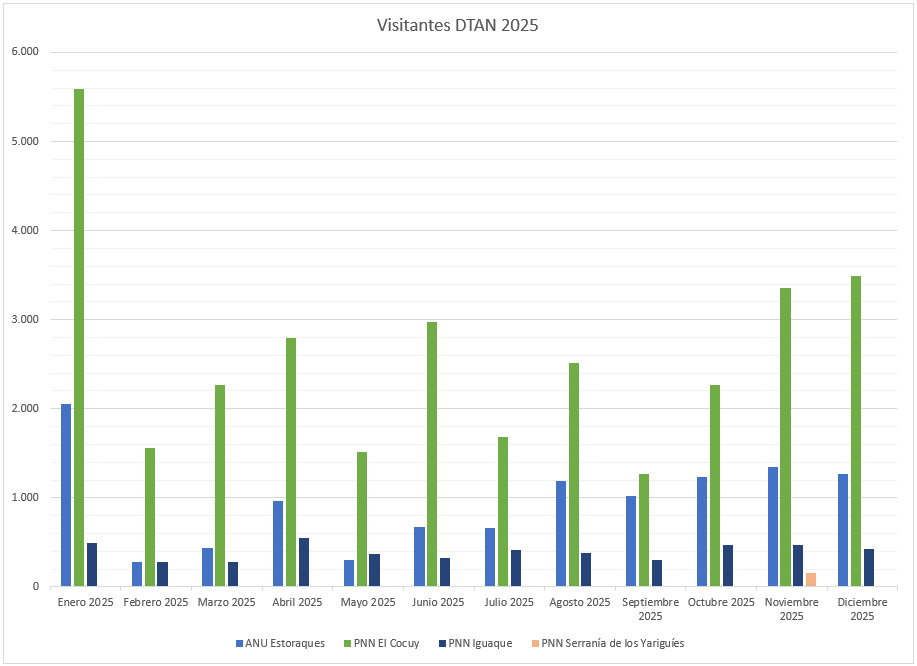 Visitantes DTAN 2025
6.000
5.000
4.000
3.000
2.000
1.000
0
Enero 2025 Febrero 2025 Marzo 2025 Abril 2025 Mayo 2025 Junio 2025 Julio 2025 Agosto 2025 Septiembre Octubre 2025 Noviembre Diciembre
2025 2025 2025
ANU Estoraques PNN El Cocuy PNN Iguaque PNN Serranía de los Yariguíes